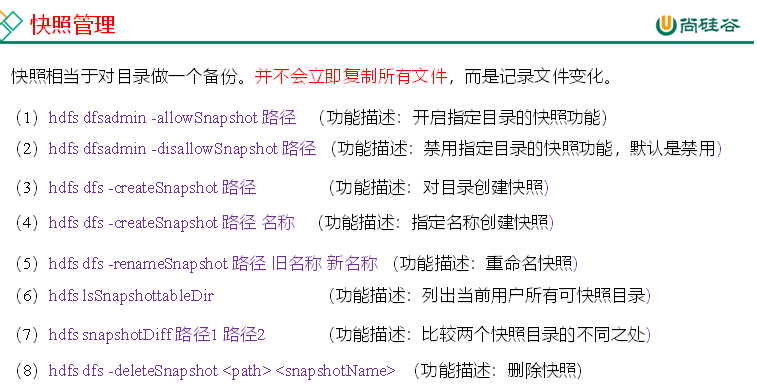 快照管理
尚硅谷
快照相当于对目录做一个备份。并不会立即复制所有文件，而是记录文件变化。
（1）hdfs dfsadmin -allowSnapshot 路径 （功能描述：开启指定目录的快照功能）
（2）hdfs dfsadmin -disallowSnapshot 路径 （功能描述：禁用指定目录的快照功能，默认是禁用）
（3）hdfs dfs -createSnapshot 路径 （功能描述：对目录创建快照）
（4）hdfs dfs -createSnapshot 路径 名称 （功能描述：指定名称创建快照）
（5）hdfs dfs -renameSnapshot 路径 旧名称 新名称 （功能描述：重命名快照）
（6）hdfs lsSnapshottableDir （功能描述：列出当前用户所有可快照目录）
（7）hdfs snapshotDiff 路径1 路径2 （功能描述：比较两个快照目录的不同之处）
（8）hdfs dfs -deleteSnapshot <path> <snapshotName> （功能描述：删除快照）